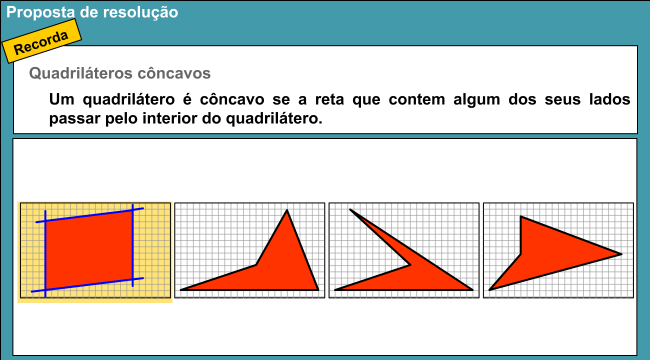 Proposta de resolução
Recorda
Quadriláteros côncavos
Um quadrilátero é côncavo se a reta que contem algum dos seus lados
passar pelo interior do quadrilátero.